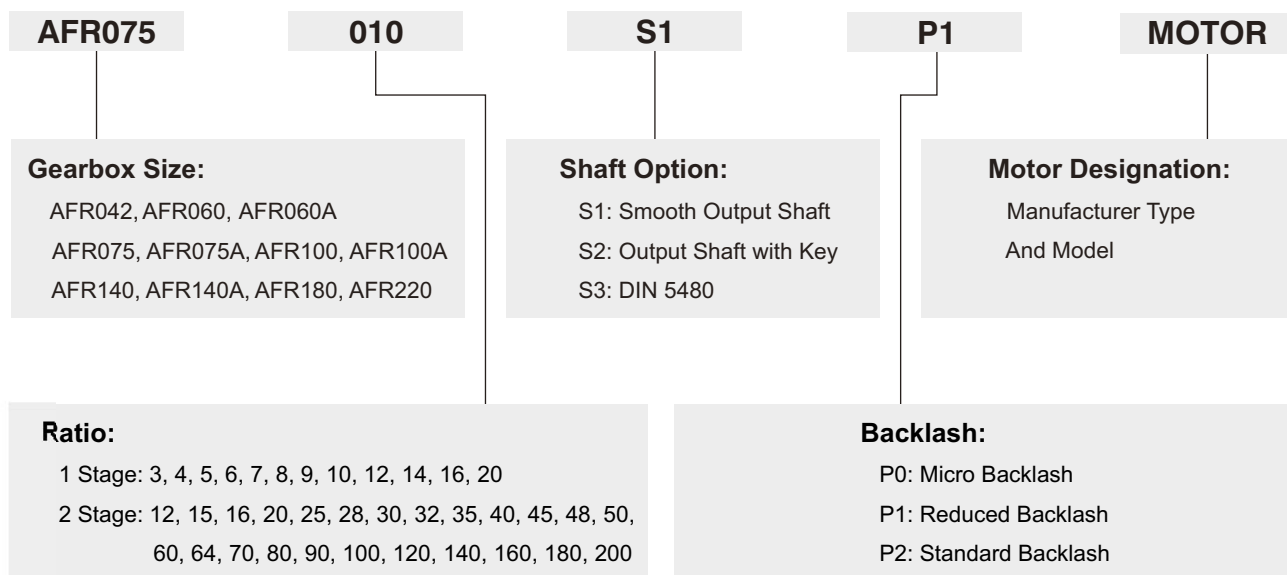 AFR075 010 S1 P1 MOTOR
Gearbox Size:
AFR042, AFR060, AFR060A
AFR075, AFR075A, AFR100, AFR100A
AFR140, AFR140A, AFR180, AFR220
Shaft Option:
S1: Smooth Output Shaft
S2: Output Shaft with Key
S3: DIN 5480
Motor Designation:
Manufacturer Type
And Model
Ratio:
1 Stage: 3, 4, 5, 6, 7, 8, 9, 10, 12, 14, 16, 20
2 Stage: 12, 15, 16, 20, 25, 28, 30, 32, 35, 40, 45, 48, 50,
60, 64, 70, 80, 90, 100, 120, 140, 160, 180, 200
Backlash:
P0: Micro Backlash
P1: Reduced Backlash
P2: Standard Backlash